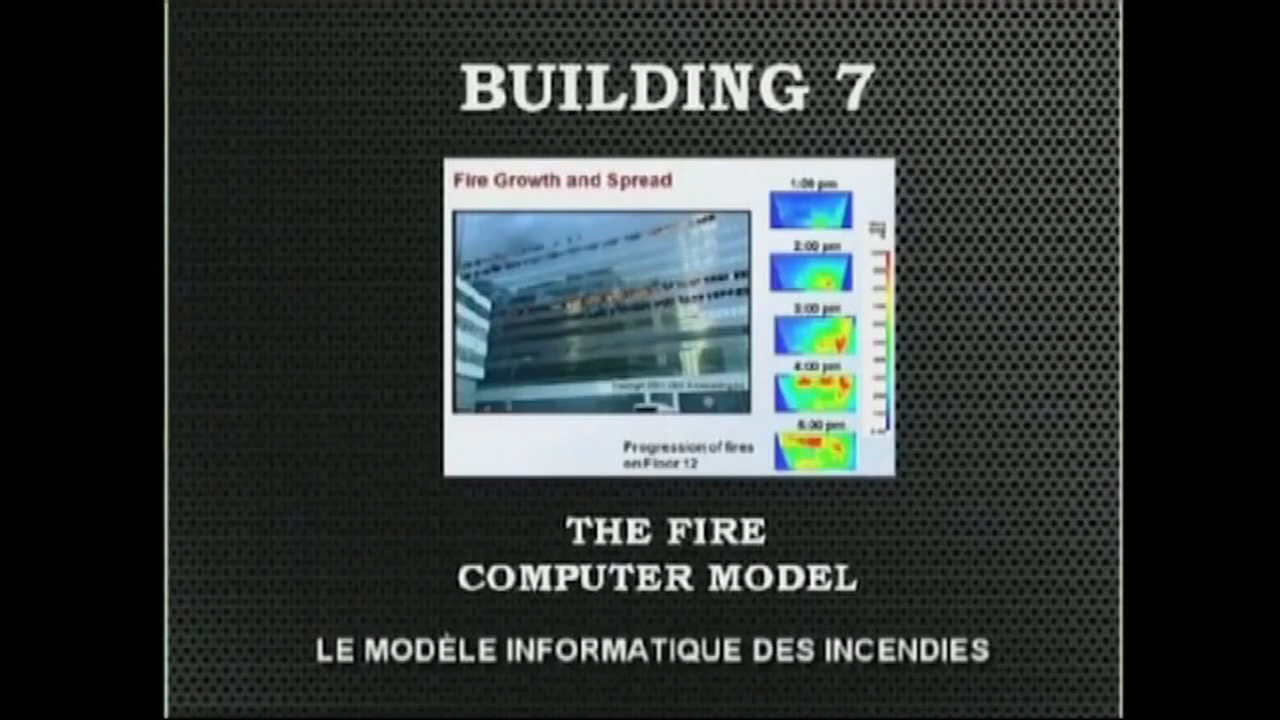 BUILDING 7
Fire Growth and Spread
1:00 pm
2:00 pm
3:00 pm
4:00 pm
5:00 pm
Progression of fires
on Floor 12
THE FIRE
COMPUTER MODEL
LE MODÈLE INFORMATIQUE DES INCENDIES